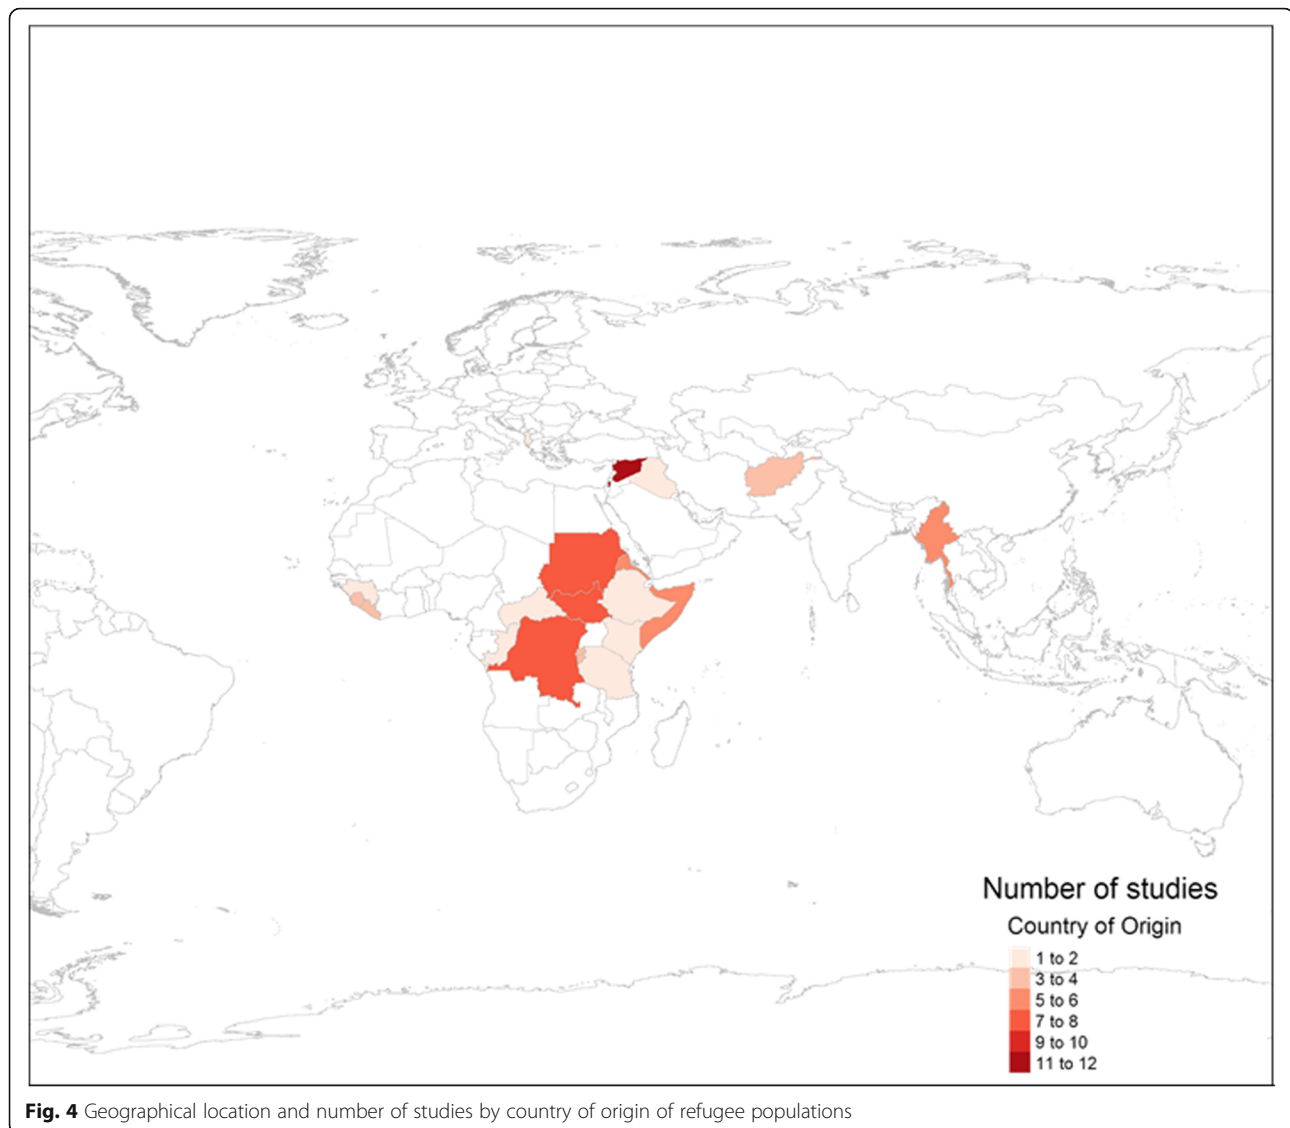 Number of studies
Country of Origin
1 to 2
3 to 4
5 to 6
7 to 8
9 to 10
11 to 12
Fig. 4 Geographical location and number of studies by country of origin of refugee populations